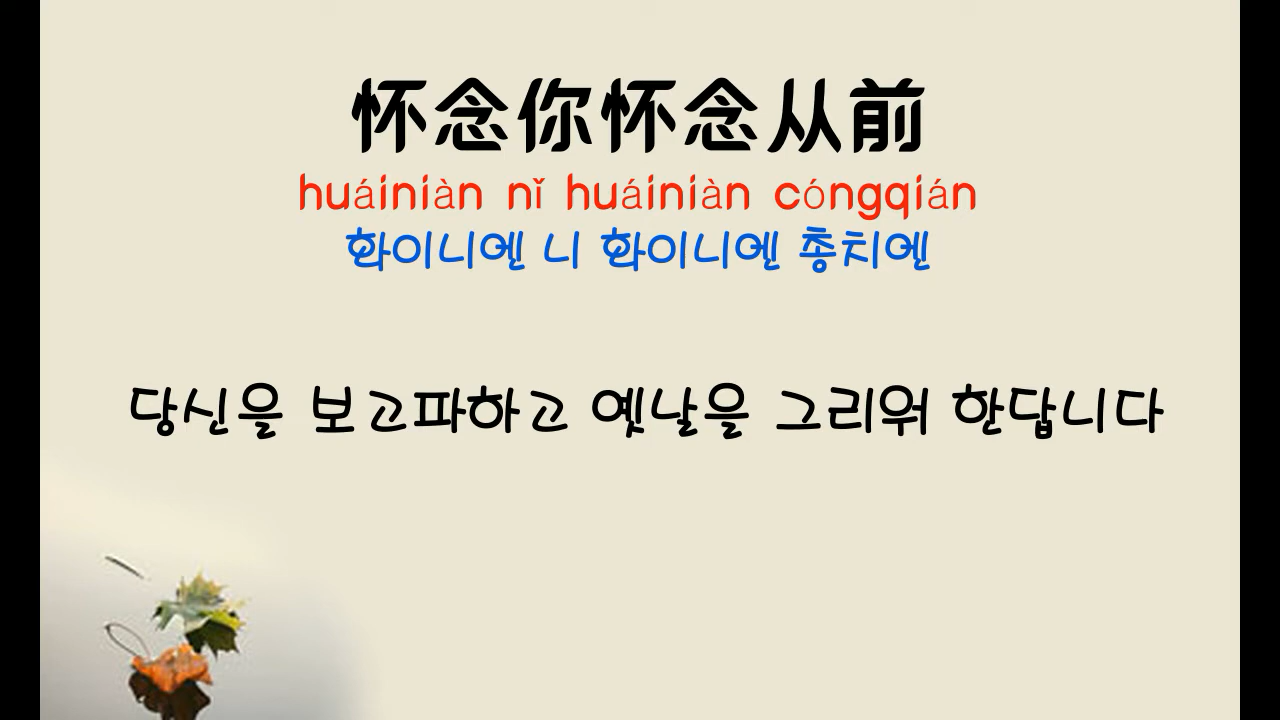 怀念你怀念从前
huáiniàn nǐ huáiniàn cóngqián
화이니엔 니 화이니엔 총치엔
당신을 보고파하고 옛날을 그리워 한답니다